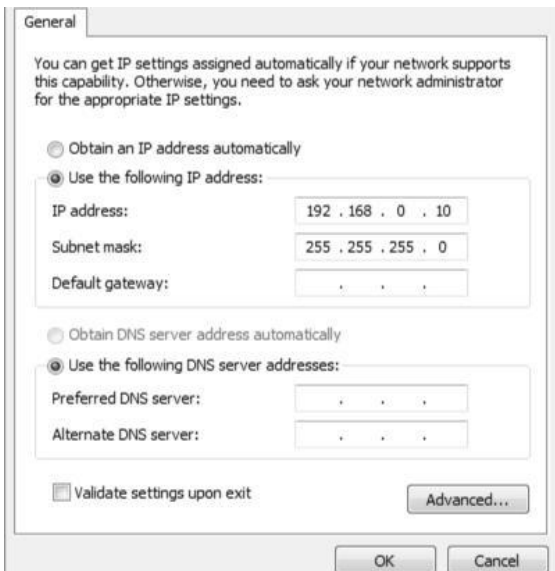 General
You can get IP settings assigned automatically if your network supports
this capability. Otherwise, you need to ask your network administrator
for the appropriate IP settings.
Obtain an IP address automatically
Use the following IP address:
IP address: 192 . 168 . 0 . 10
Subnet mask: 255 . 255 . 255 . 0
Default gateway: . . .
Obtain DNS server address automatically
Use the following DNS server addresses:
Preferred DNS server: . . .
Alternate DNS server: . . .
Validate settings upon exit
Advanced...
OK Cancel